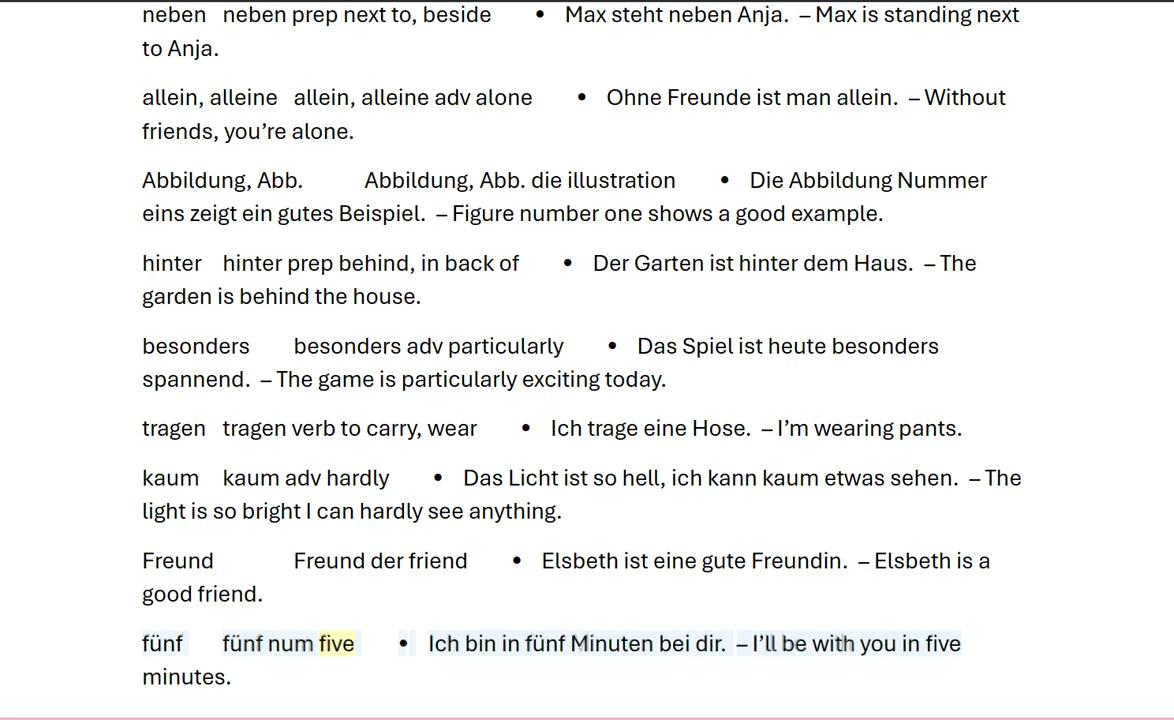 neben neben prep next to, beside • Max steht neben Anja. – Max is standing next
to Anja.
allein, alleine allein, alleine adv alone • Ohne Freunde ist man allein. – Without
friends, you’re alone.
Abbildung, Abb. Abbildung, Abb. die illustration • Die Abbildung Nummer
eins zeigt ein gutes Beispiel. – Figure number one shows a good example.
hinter hinter prep behind, in back of • Der Garten ist hinter dem Haus. – The
garden is behind the house.
besonders besonders adv particularly • Das Spiel ist heute besonders
spannend. – The game is particularly exciting today.
tragen tragen verb to carry, wear • Ich trage eine Hose. – I’m wearing pants.
kaum kaum adv hardly • Das Licht ist so hell, ich kann kaum etwas sehen. – The
light is so bright I can hardly see anything.
Freund Freund der friend • Elsbeth ist eine gute Freundin. – Elsbeth is a
good friend.
fünf fünf num five • Ich bin in fünf Minuten bei dir. – I’ll be with you in five
minutes.